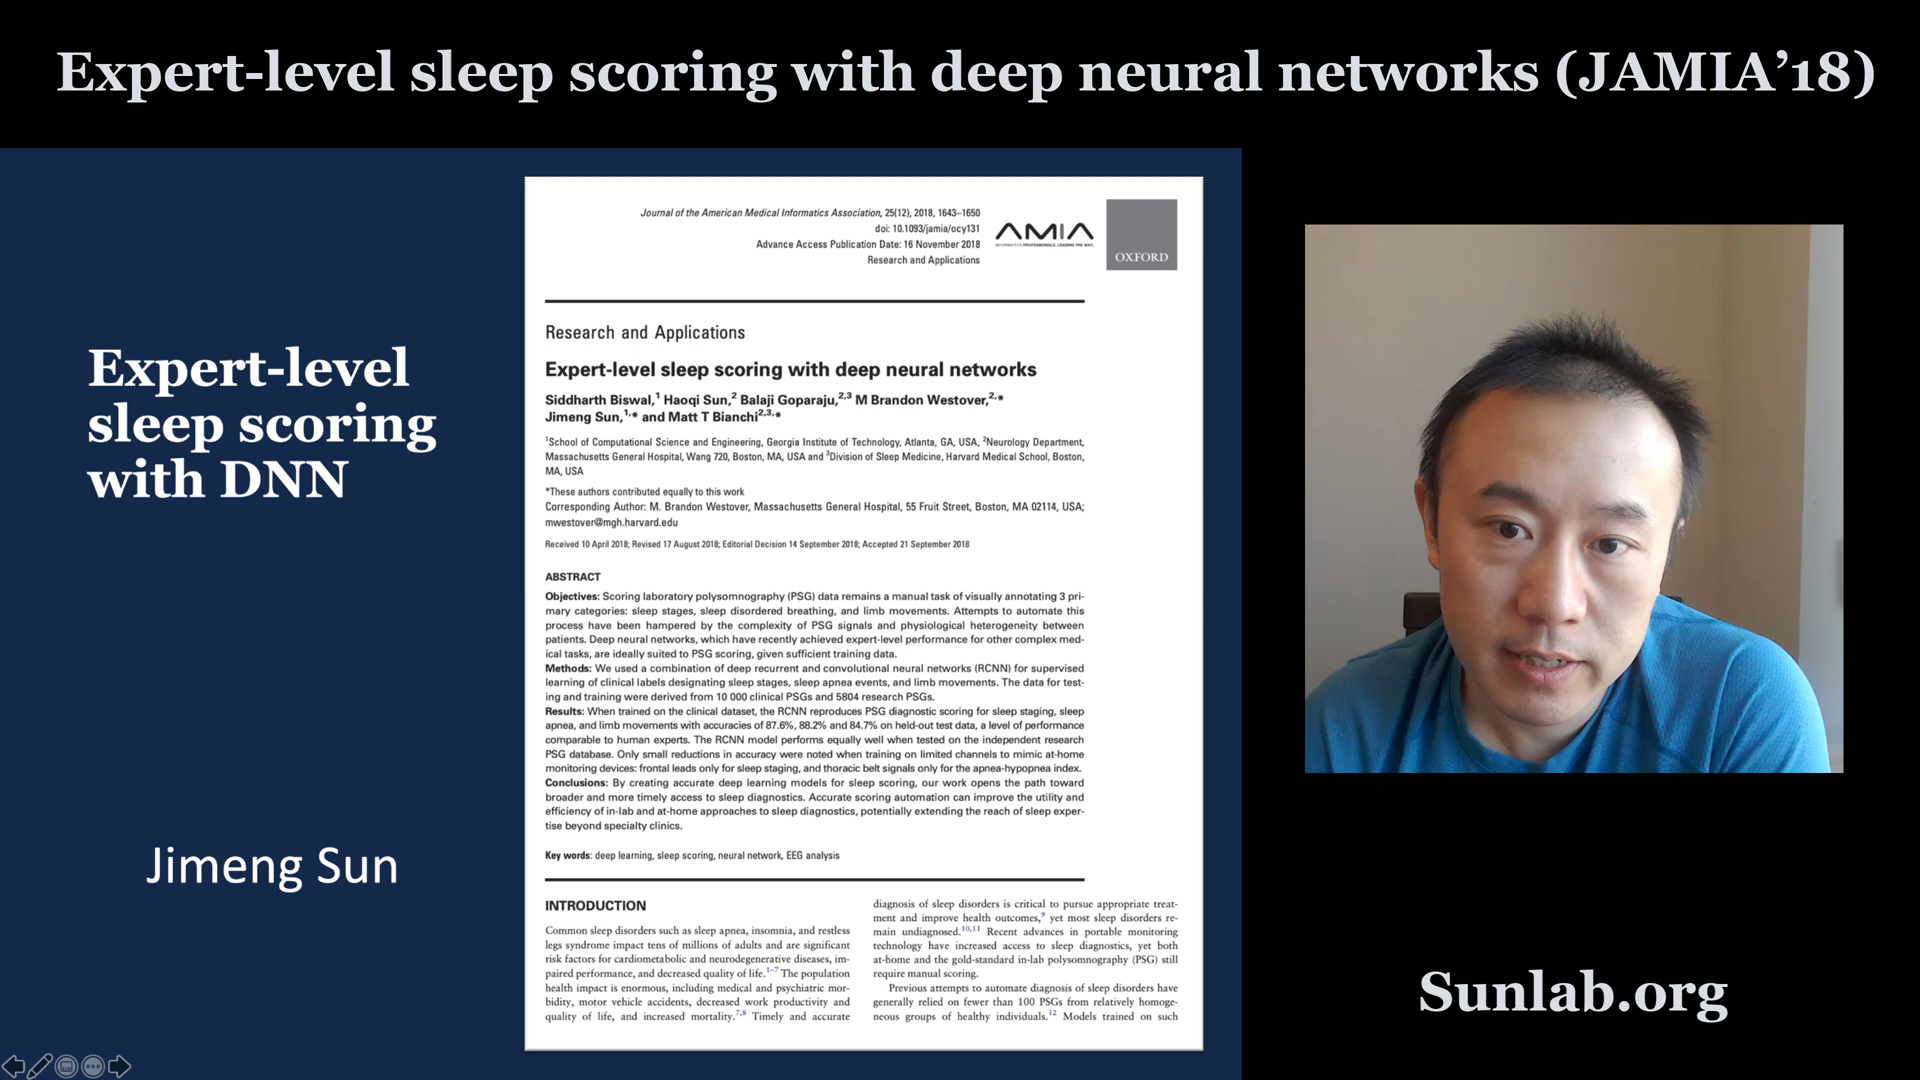 Expert-level sleep scoring with deep neural networks (JAMIA’18)
Expert-level
sleep scoring
with DNN
Jimeng Sun
Journal of the American Medical Informatics Association, 25(12), 2018, 1643–1650
doi: 10.1093/jamia/ocy131
Advance Access Publication Date: 16 November 2018
Research and Applications
AMIA
INFORMATICS PROFESSIONALS. LEADING THE WAY.
OXFORD
Research and Applications
Expert-level sleep scoring with deep neural networks
Siddharth Biswal,1 Haoqi Sun,2 Balaji Goparaju,2,3 M Brandon Westover,2,*
Jimeng Sun,1,* and Matt T Bianchi2,3,*
1School of Computational Science and Engineering, Georgia Institute of Technology, Atlanta, GA, USA, 2Neurology Department,
Massachusetts General Hospital, Wang 720, Boston, MA, USA and 3Division of Sleep Medicine, Harvard Medical School, Boston,
MA, USA
*These authors contributed equally to this work
Corresponding Author: M. Brandon Westover, Massachusetts General Hospital, 55 Fruit Street, Boston, MA 02114, USA;
mwestover@mgh.harvard.edu
Received 10 April 2018; Revised 17 August 2018; Editorial Decision 14 September 2018; Accepted 21 September 2018
ABSTRACT
Objectives: Scoring laboratory polysomnography (PSG) data remains a manual task of visually annotating 3 pri-
mary categories: sleep stages, sleep disordered breathing, and limb movements. Attempts to automate this
process have been hampered by the complexity of PSG signals and physiological heterogeneity between
patients. Deep neural networks, which have recently achieved expert-level performance for other complex med-
ical tasks, are ideally suited to PSG scoring, given sufficient training data.
Methods: We used a combination of deep recurrent and convolutional neural networks (RCNN) for supervised
learning of clinical labels designating sleep stages, sleep apnea events, and limb movements. The data for test-
ing and training were derived from 10 000 clinical PSGs and 5804 research PSGs.
Results: When trained on the clinical dataset, the RCNN reproduces PSG diagnostic scoring for sleep staging, sleep
apnea, and limb movements with accuracies of 87.6%, 88.2% and 84.7% on held-out test data, a level of performance
comparable to human experts. The RCNN model performs equally well when tested on the independent research
PSG database. Only small reductions in accuracy were noted when training on limited channels to mimic at-home
monitoring devices: frontal leads only for sleep staging, and thoracic belt signals only for the apnea-hypopnea index.
Conclusions: By creating accurate deep learning models for sleep scoring, our work opens the path toward
broader and more timely access to sleep diagnostics. Accurate scoring automation can improve the utility and
efficiency of in-lab and at-home approaches to sleep diagnostics, potentially extending the reach of sleep exper-
tise beyond specialty clinics.
Key words: deep learning, sleep scoring, neural network, EEG analysis
INTRODUCTION
Common sleep disorders such as sleep apnea, insomnia, and restless
legs syndrome impact tens of millions of adults and are significant
risk factors for cardiometabolic and neurodegenerative diseases, im-
paired performance, and decreased quality of life.1–7 The population
health impact is enormous, including medical and psychiatric mor-
bidity, motor vehicle accidents, decreased work productivity and
quality of life, and increased mortality.7,8 Timely and accurate
diagnosis of sleep disorders is critical to pursue appropriate treat-
ment and improve health outcomes,9 yet most sleep disorders re-
main undiagnosed.10,11 Recent advances in portable monitoring
technology have increased access to sleep diagnostics, yet both
at-home and the gold-standard in-lab polysomnography (PSG) still
require manual scoring.
Previous attempts to automate diagnosis of sleep disorders have
generally relied on fewer than 100 PSGs from relatively homoge-
neous groups of healthy individuals.12 Models trained on such
Sunlab.org